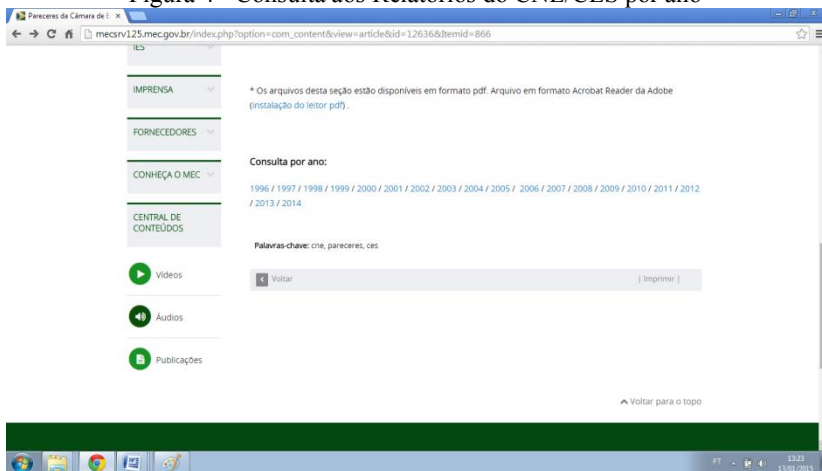 Figura 4 - Consulta aos Relatórios do CNE/CES por ano
Pareceres da Câmara de E
mecsrv125.mec.gov.br/index.php?option=com_content&view=article&id=12636&Itemid=866
IES
IMPRENSA
* Os arquivos desta seção estão disponíveis em formato pdf. Arquivo em formato Acrobat Reader da Adobe
(instalação do leitor pdf) .
FORNECEDORES
Consulta por ano:
CONHEÇA O MEC
1996 / 1997 / 1998 / 1999 / 2000 / 2001 / 2002 / 2003 / 2004 / 2005 / 2006 / 2007 / 2008 / 2009 / 2010 / 2011 / 2012
/ 2013 / 2014
CENTRAL DE
CONTEÚDOS
Palavras-chave: cne, pareceres, ces
Vídeos
Voltar
| Imprimir |
Áudios
Publicações
Voltar para o topo
PT
13:23
13/01/2015